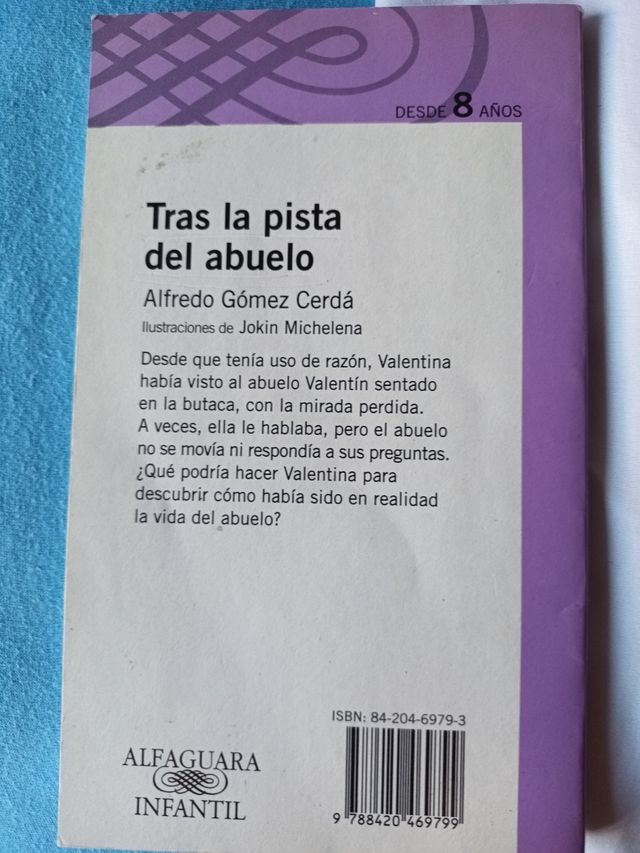 DESDE 8 AÑOS
Tras la pista
del abuelo
Alfredo Gómez Cerdá
Ilustraciones de Jokin Michelena
Desde que tenía uso de razón, Valentina
había visto al abuelo Valentín sentado
en la butaca, con la mirada perdida.
A veces, ella le hablaba, pero el abuelo
no se movía ni respondía a sus preguntas.
¿Qué podría hacer Valentina para
descubrir cómo había sido en realidad
la vida del abuelo?
ISBN: 84-204-6979-3
ALFAGUARA
INFANTIL
9 788420 469799